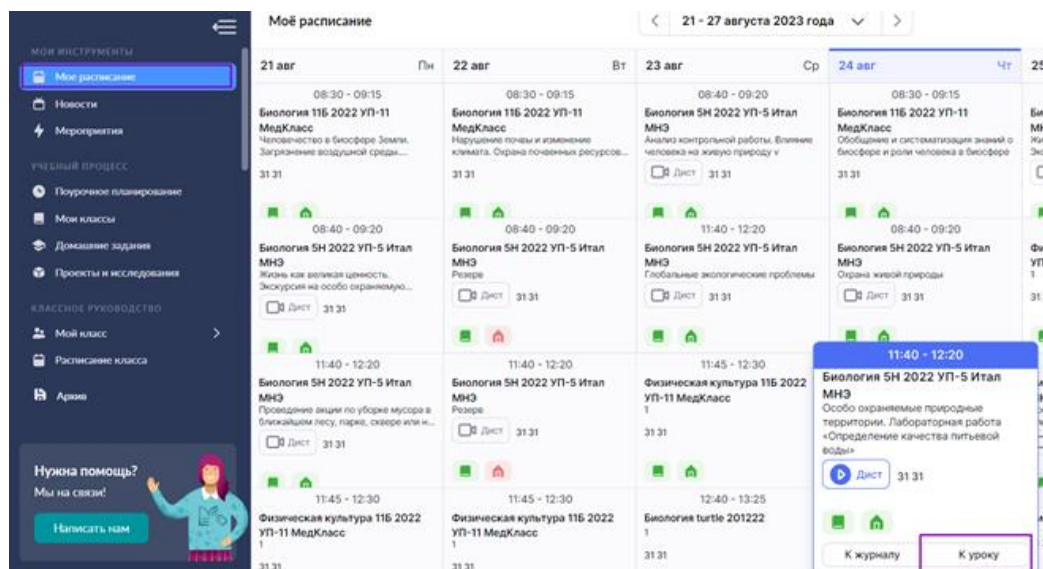 Моё расписание
21 - 27 августа 2023 года
МОИ ИНСТРУМЕНТЫ
Мое расписание
Новости
Мероприятия
УЧЕБНЫЙ ПРОЦЕСС
Поурочное планирование
Мои классы
Домашние задания
Проекты и исследования
КЛАССНОЕ РУКОВОДСТВО
Мой класс
Расписание класса
Архив
Нужна помощь?
Мы на связи!
Написать нам
21 авг Пн
08:30 - 09:15
Биология 11Б 2022 УП-11
МедКласс
Человечество в биосфере Земли.
Загрязнение воздушной среды....
31 31
08:40 - 09:20
Биология 5Н 2022 УП-5 Итал
МНЭ
Жизнь как великая ценность.
Экскурсия на особо охраняемую...
Дист 31 31
11:40 - 12:20
Биология 5Н 2022 УП-5 Итал
МНЭ
Проведение акции по уборке мусора в
ближайшем лесу, парке, сквере или н...
Дист 31 31
11:45 - 12:30
Физическая культура 11Б 2022
УП-11 МедКласс
1
31 31
22 авг Вт
08:30 - 09:15
Биология 11Б 2022 УП-11
МедКласс
Нарушение почвы и изменение
климата. Охрана почвенных ресурсов...
31 31
08:40 - 09:20
Биология 5Н 2022 УП-5 Итал
МНЭ
Резерв
Дист 31 31
11:40 - 12:20
Биология 5Н 2022 УП-5 Итал
МНЭ
Резерв
Дист 31 31
11:45 - 12:30
Физическая культура 11Б 2022
УП-11 МедКласс
1
31 31
23 авг Ср
08:40 - 09:20
Биология 5Н 2022 УП-5 Итал
МНЭ
Анализ контрольной работы. Влияние
человека на живую природу v
Дист 31 31
11:40 - 12:20
Биология 5Н 2022 УП-5 Итал
МНЭ
Глобальные экологические проблемы
Дист 31 31
11:45 - 12:30
Физическая культура 11Б 2022
УП-11 МедКласс
1
31 31
12:40 - 13:25
Биология turtle 201222
1
31 31
24 авг Чт
08:30 - 09:15
Биология 11Б 2022 УП-11
МедКласс
Обобщение и систематизация знаний о
биосфере и роли человека в биосфере
31 31
08:40 - 09:20
Биология 5Н 2022 УП-5 Итал
МНЭ
Охрана живой природы
Дист 31 31
11:40 - 12:20
Биология 5Н 2022 УП-5 Итал
МНЭ
Особо охраняемые природные
территории. Лабораторная работа
«Определение качества питьевой
воды»
Дист 31 31
К журналу К уроку
25